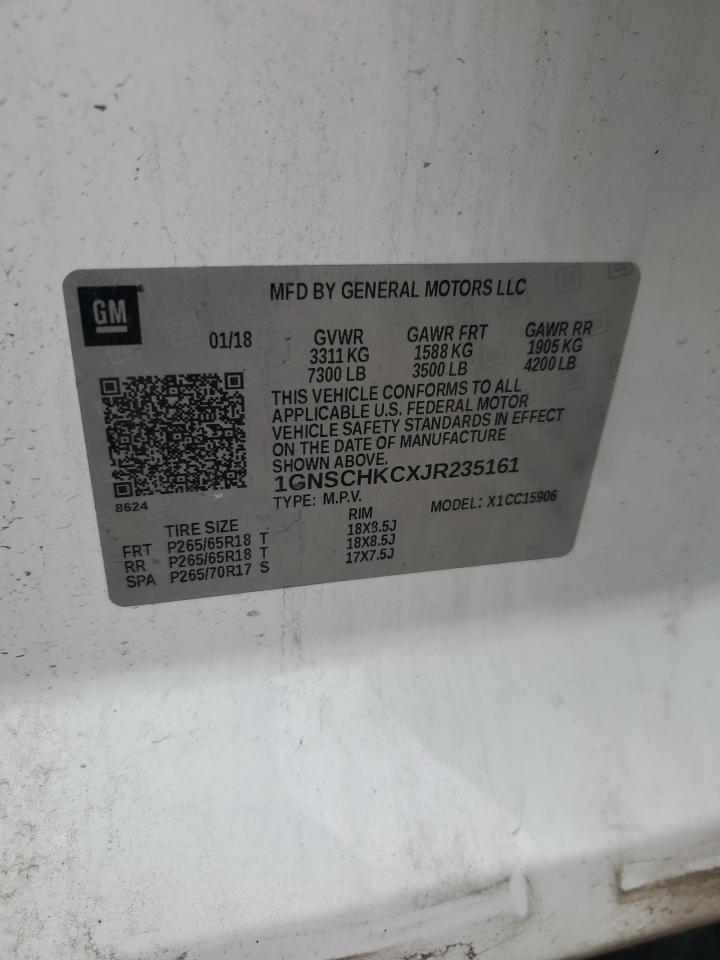 GM
MFD BY GENERAL MOTORS LLC
01/18 GVWR GAWR FRT GAWR RR
3311 KG 1588 KG 1905 KG
7300 LB 3500 LB 4200 LB
THIS VEHICLE CONFORMS TO ALL
APPLICABLE U.S. FEDERAL MOTOR
VEHICLE SAFETY STANDARDS IN EFFECT
ON THE DATE OF MANUFACTURE
SHOWN ABOVE.
1GNSCHKCXJR235161
8624
TYPE: M.P.V. MODEL: X1CC15906
TIRE SIZE RIM
FRT P265/65R18 T 18X8.5J
RR P265/65R18 T 18X8.5J
SPA P265/70R17 S 17X7.5J